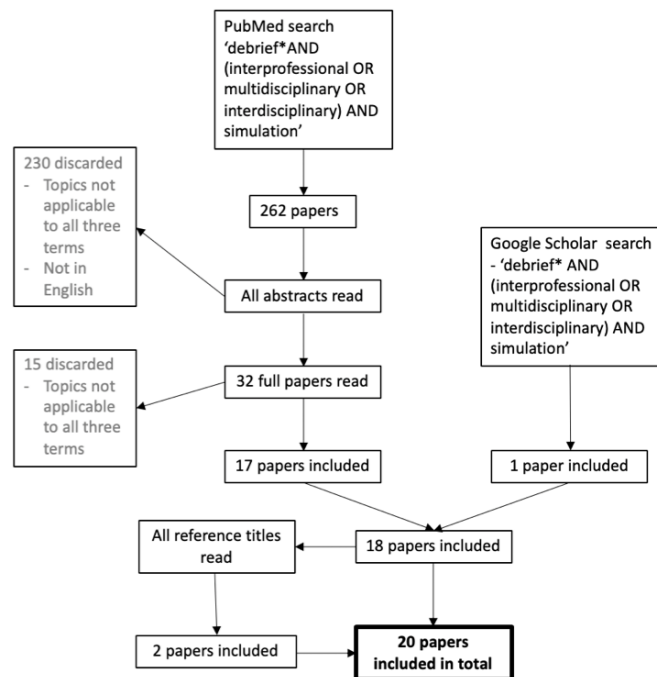 PubMed search
‘debrief*AND
(interprofessional OR
multidisciplinary OR
interdisciplinary) AND
simulation’
230 discarded
- Topics not
applicable
to all three
terms
- Not in
English
262 papers
Google Scholar search
- ‘debrief* AND
(interprofessional OR
multidisciplinary OR
interdisciplinary) AND
simulation’
All abstracts read
15 discarded
- Topics not
applicable
to all three
terms
32 full papers read
17 papers included
1 paper included
All reference titles
read
18 papers included
2 papers included
20 papers
included in total